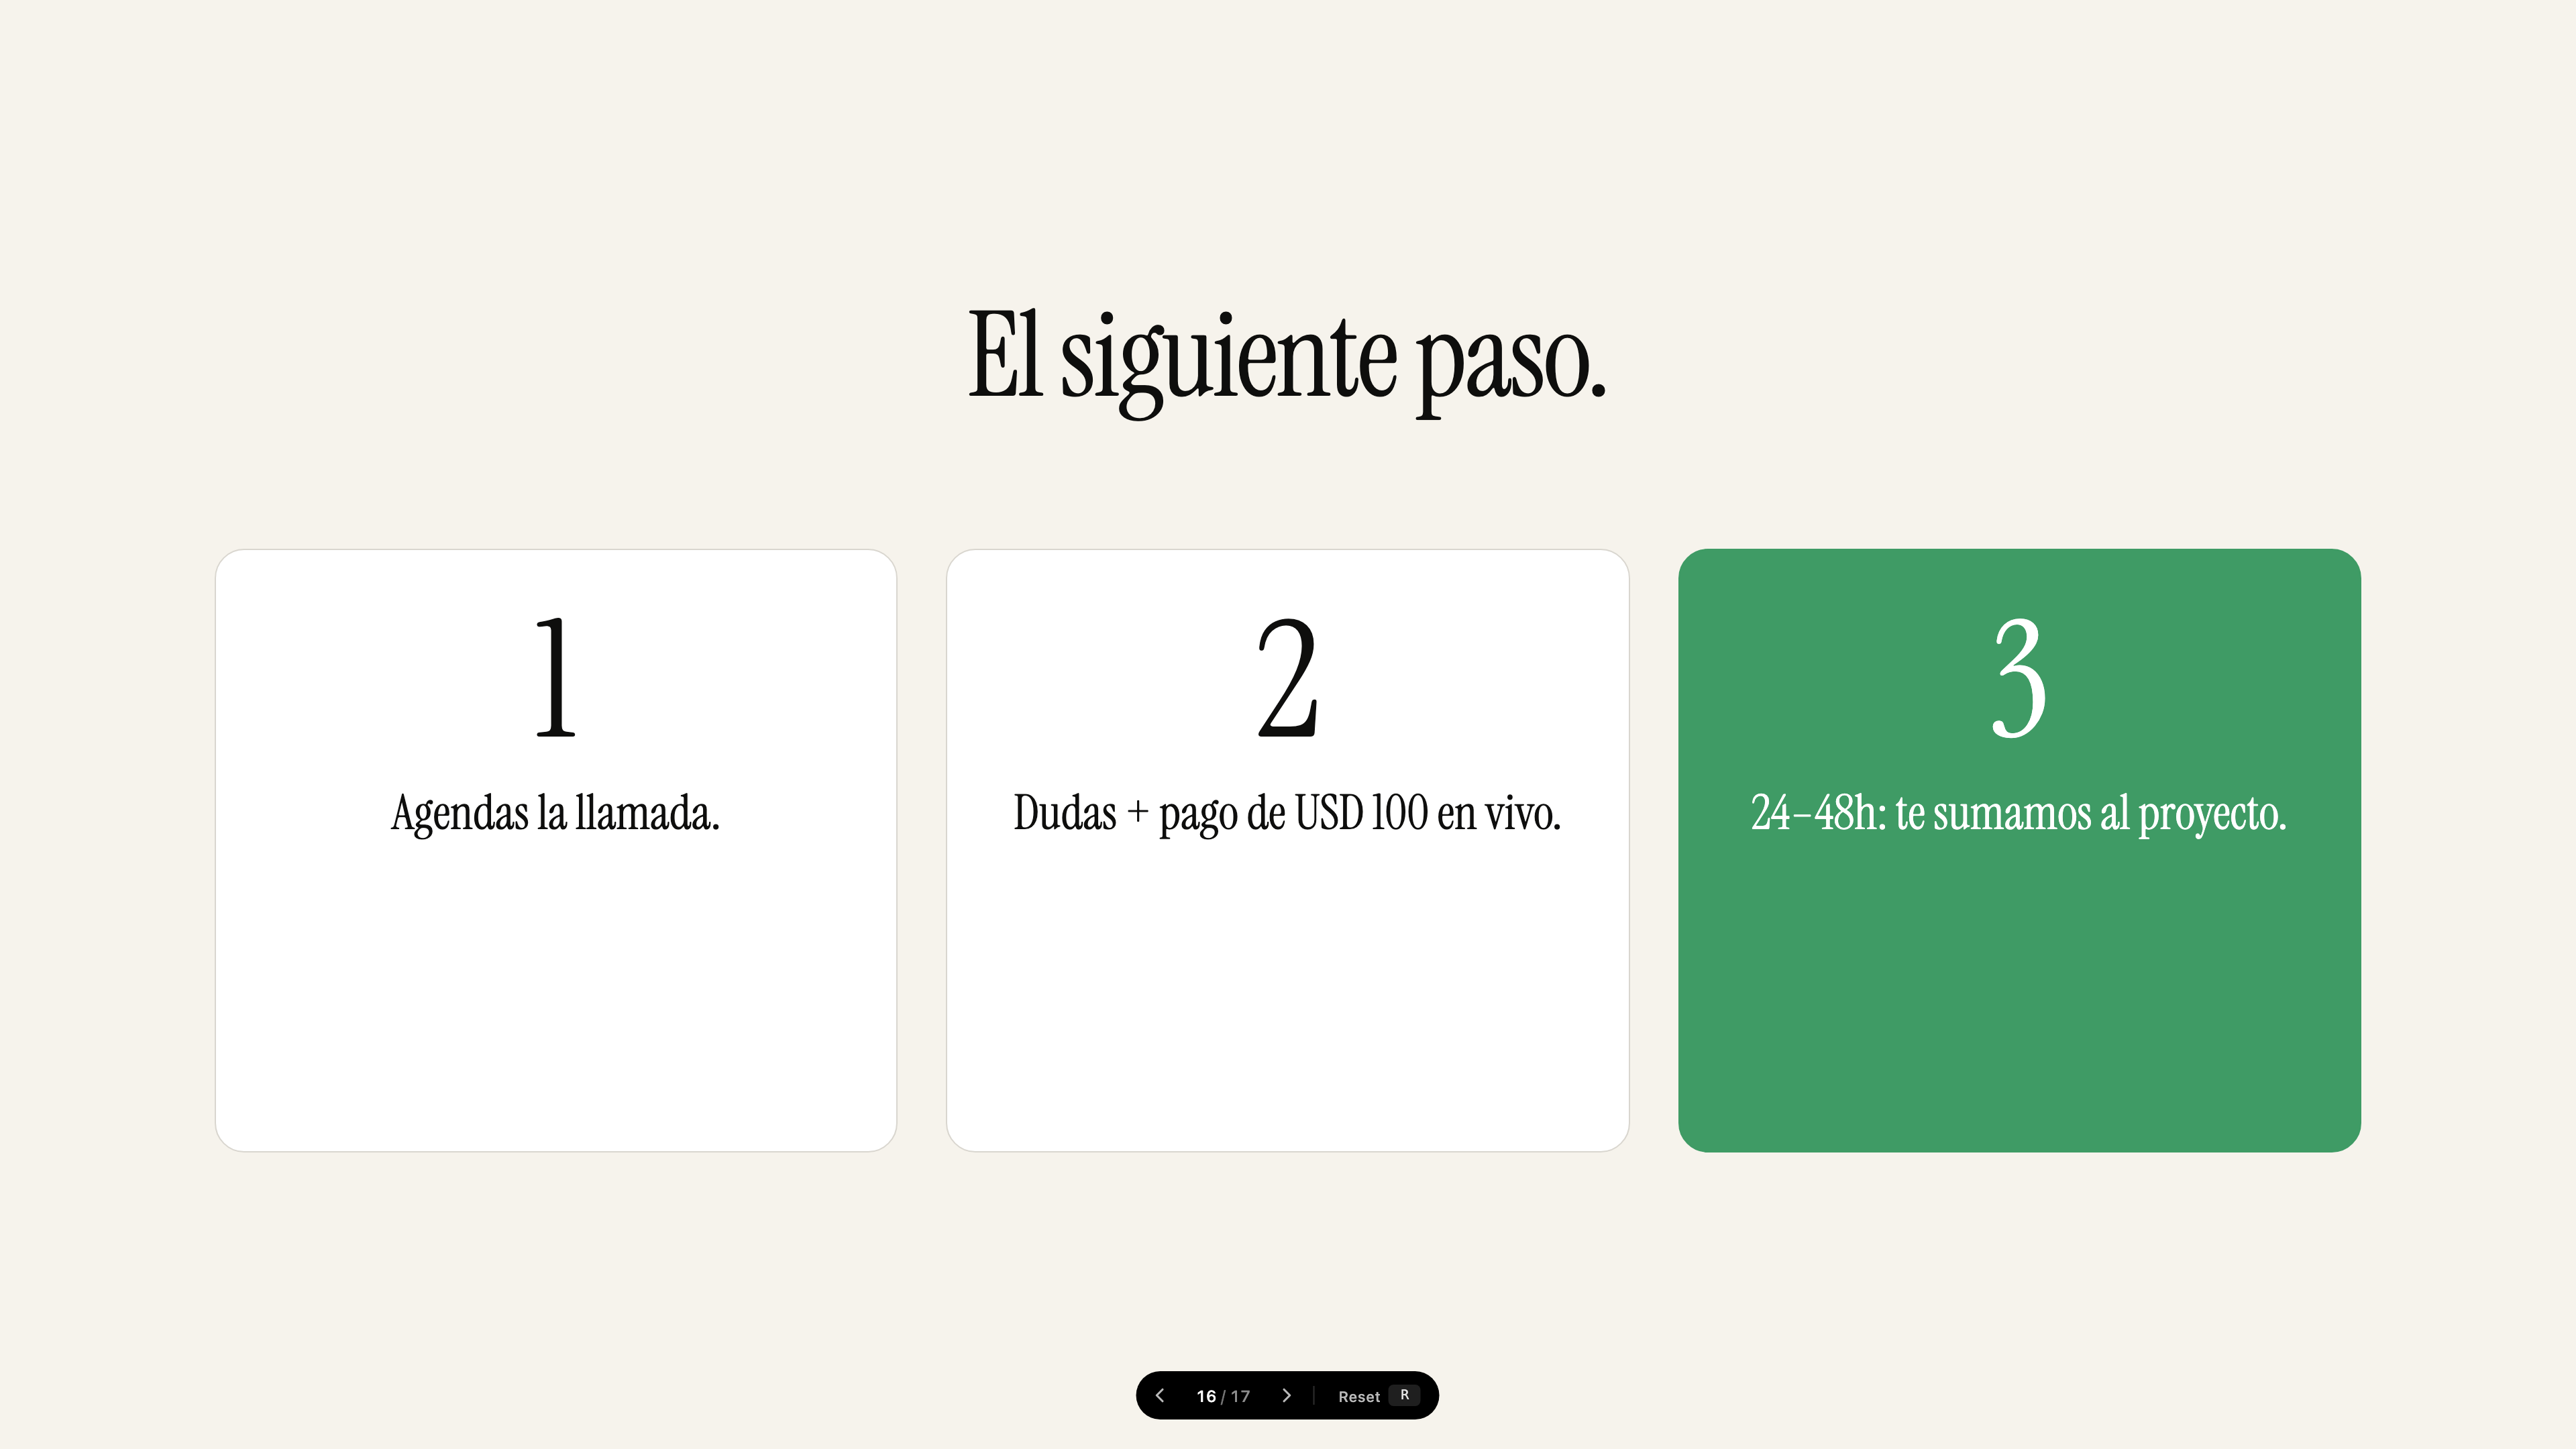 El siguiente paso.
1
Agendas la llamada.
2
Dudas + pago de USD 100 en vivo.
3
24–48h: te sumamos al proyecto.
16 / 17
Reset R